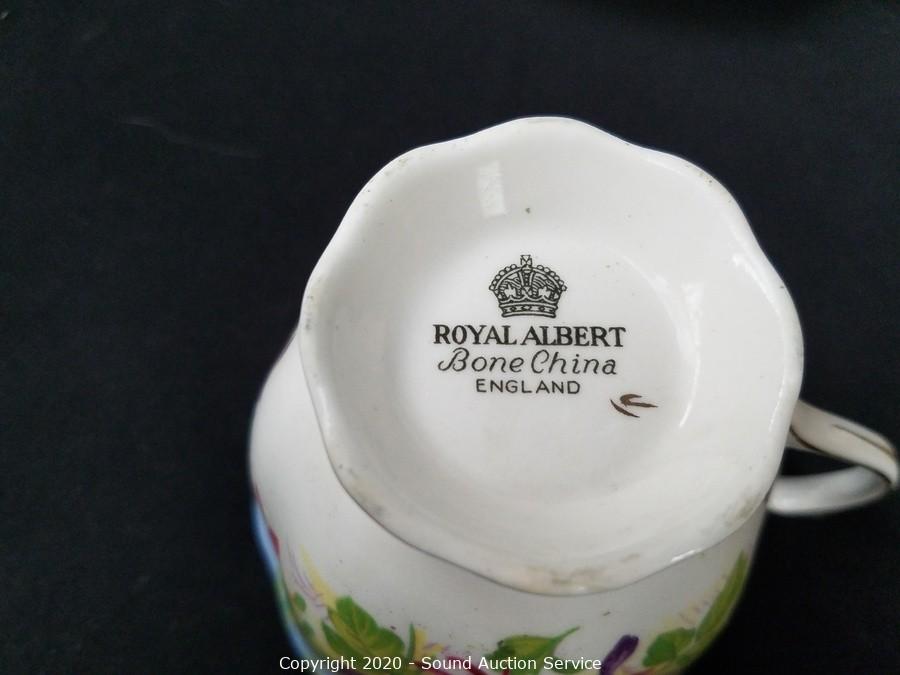 ROYAL ALBERT
Bone China
ENGLAND
Copyright 2020 - Sound Auction Service